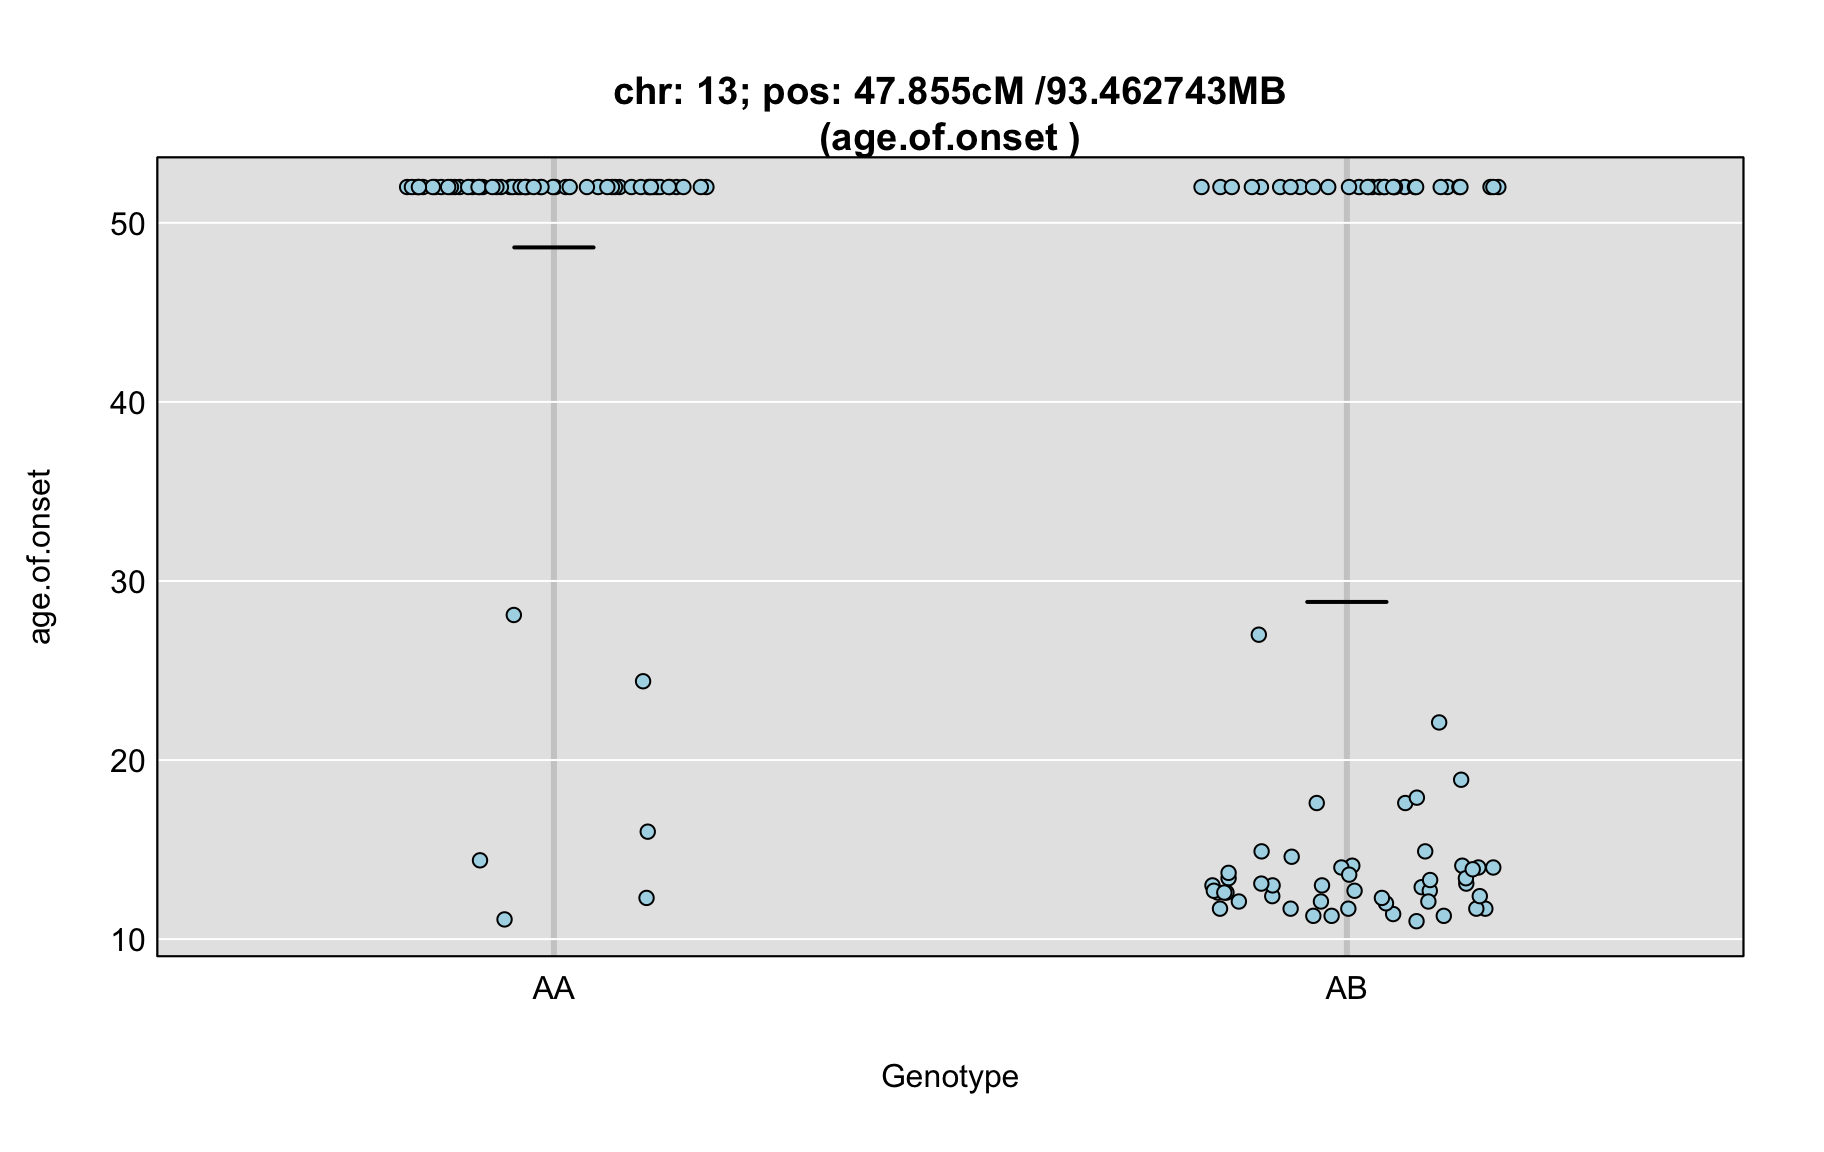 chr: 13; pos: 47.855cM /93.462743MB
(age.of.onset )
50
40
30
20
10
age.of.onset
AA
AB
Genotype